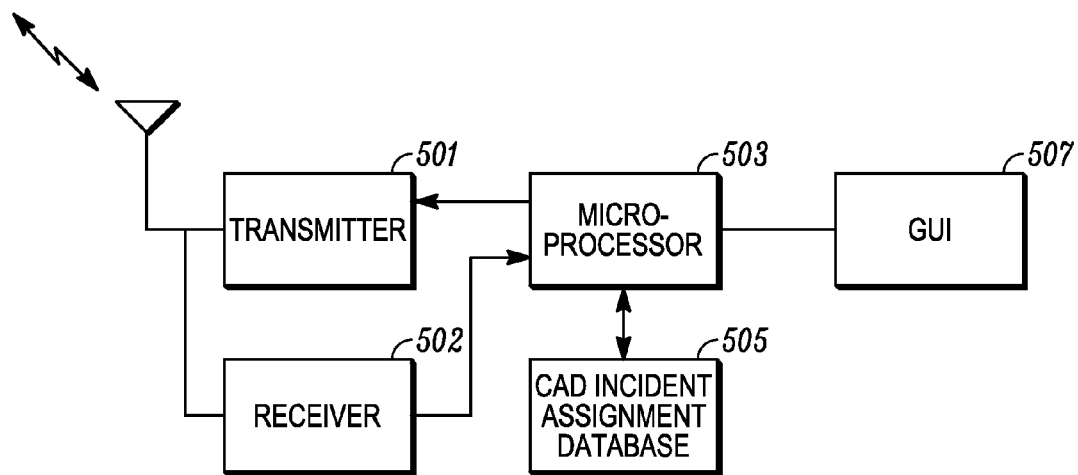 501
TRANSMITTER
503
MICRO-
PROCESSOR
507
GUI
502
RECEIVER
505
CAD INCIDENT
ASSIGNMENT
DATABASE